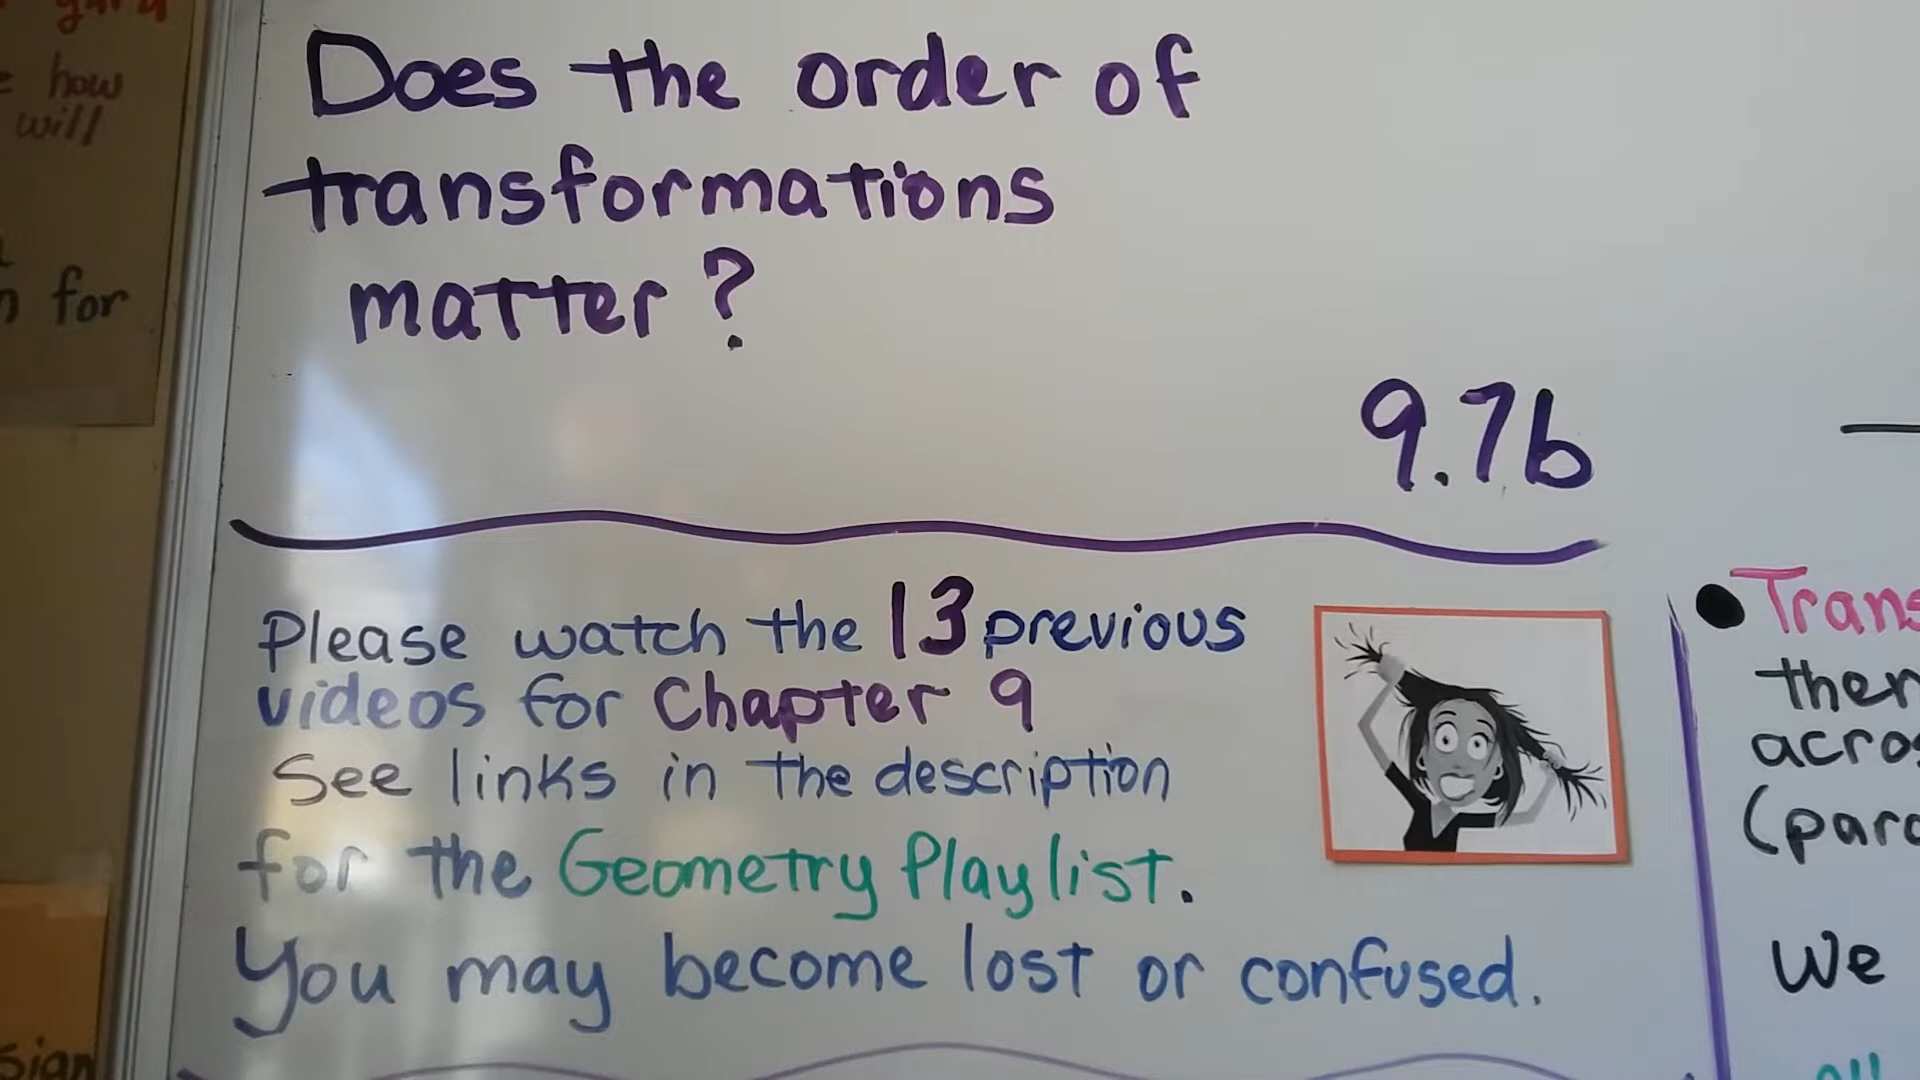 Does the order of
transformations
matter?
9.7b
Please watch the 13 previous
videos for Chapter 9
See links in the description
for the Geometry Playlist.
You may become lost or confused.
how
will
for
We